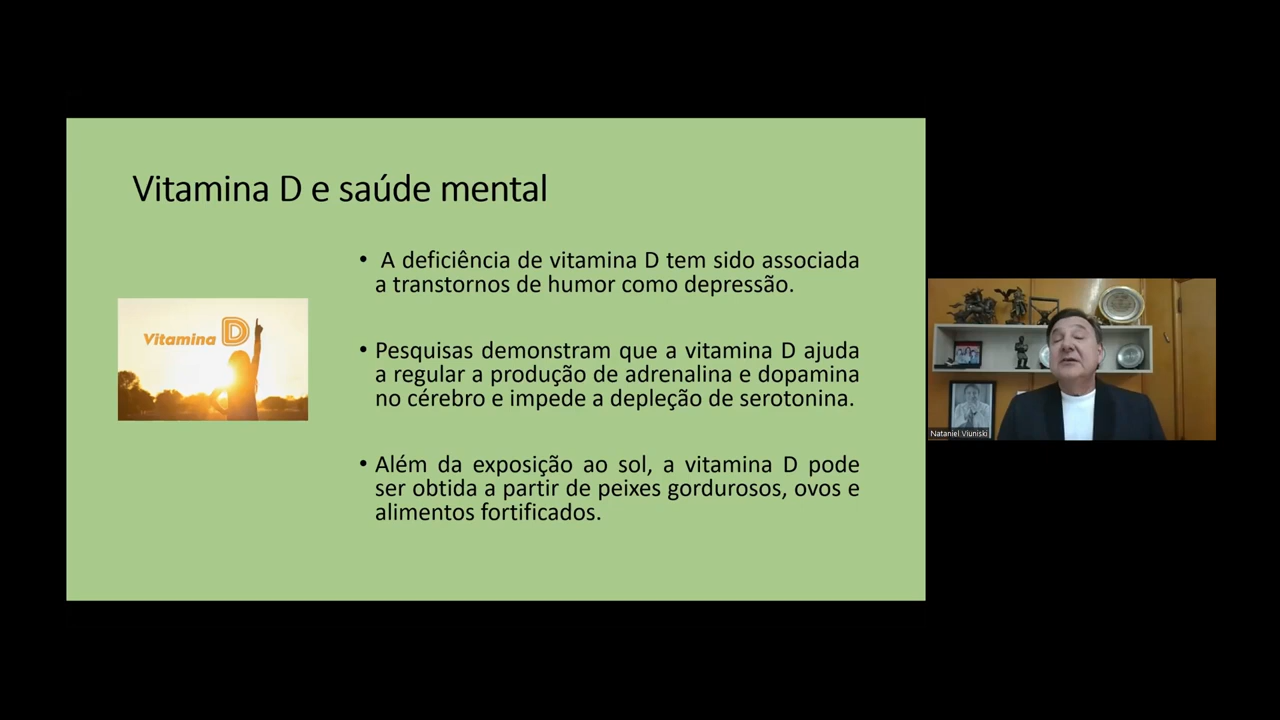 Vitamina D e saúde mental
Vitamina D
• A deficiência de vitamina D tem sido associada
a transtornos de humor como depressão.
• Pesquisas demonstram que a vitamina D ajuda
a regular a produção de adrenalina e dopamina
no cérebro e impede a depleção de serotonina.
• Além da exposição ao sol, a vitamina D pode
ser obtida a partir de peixes gordurosos, ovos e
alimentos fortificados.
Nataniel Viuniski